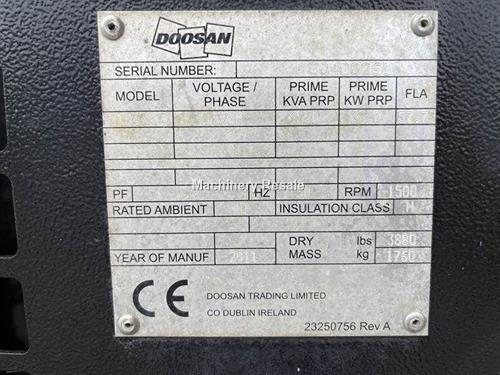 DOOSAN
SERIAL NUMBER:
MODEL VOLTAGE / PHASE PRIME KVA PRP PRIME KW PRP FLA
Machinery Resale
PF HZ RPM 1500
RATED AMBIENT INSULATION CLASS H
DRY MASS lbs 3880
YEAR OF MANUF 2011 kg 1760
CE
DOOSAN TRADING LIMITED
CO DUBLIN IRELAND
23250756 Rev A